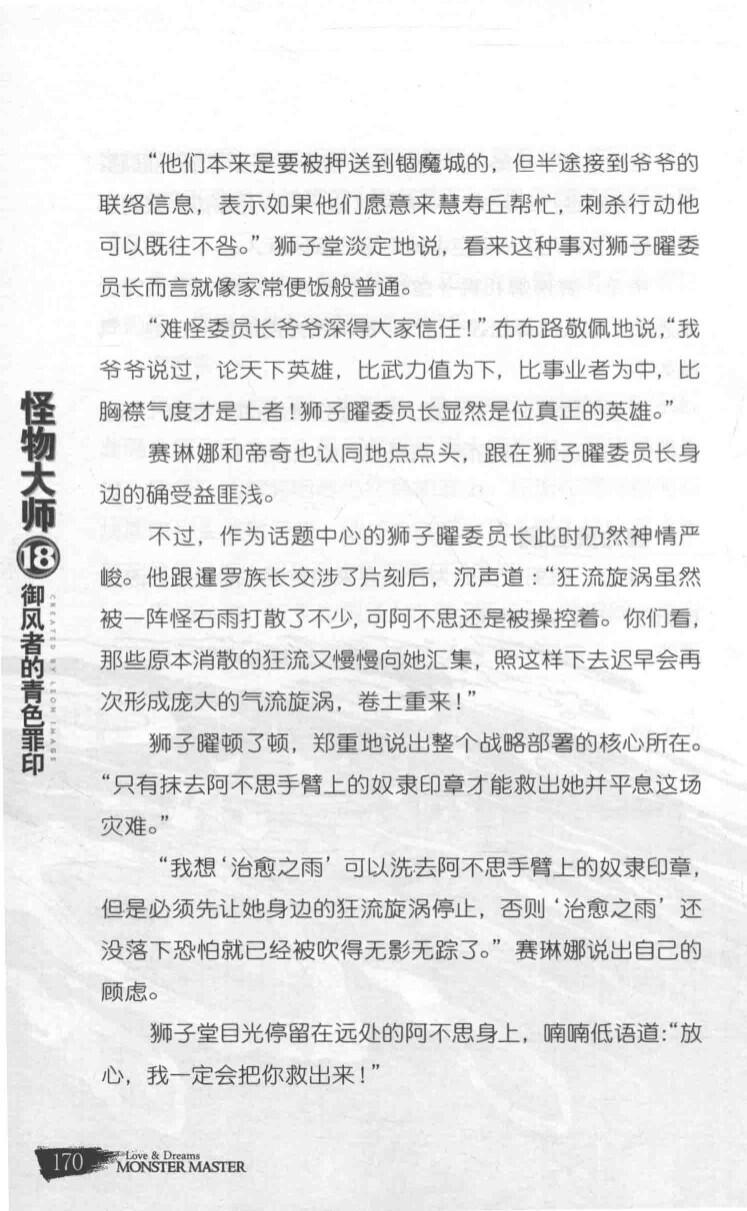 “他们本来是要被押送到锢魔城的，但半途接到爷爷的
联络信息，表示如果他们愿意来慧寿丘帮忙，刺杀行动他
可以既往不咎。”狮子堂淡定地说，看来这种事对狮子曜委
员长而言就像家常便饭般普通。
“难怪委员长爷爷深得大家信任！”布布路敬佩地说，“我
爷爷说过，论天下英雄，比武力值为下，比事业者为中，比
胸襟气度才是上者！狮子曜委员长显然是位真正的英雄。”
赛琳娜和帝奇也认同地点点头，跟在狮子曜委员长身
边的确受益匪浅。
不过，作为话题中心的狮子曜委员长此时仍然神情严
峻。他跟暹罗族长交涉了片刻后，沉声道：“狂流旋涡虽然
被一阵怪石雨打散了不少，可阿不思还是被操控着。你们看，
那些原本消散的狂流又慢慢向她汇集，照这样下去迟早会再
次形成庞大的气流旋涡，卷土重来！”
狮子曜顿了顿，郑重地说出整个战略部署的核心所在。
“只有抹去阿不思手臂上的奴隶印章才能救出她并平息这场
灾难。”
“我想‘治愈之雨’可以洗去阿不思手臂上的奴隶印章，
但是必须先让她身边的狂流旋涡停止，否则‘治愈之雨’还
没落下恐怕就已经被吹得无影无踪了。”赛琳娜说出自己的
顾虑。
狮子堂目光停留在远处的阿不思身上，喃喃低语道：“放
心，我一定会把你救出来！”
怪物大师18御风者的青色罪印
CREATED BY LEON IMAGE
170
Love & Dreams
MONSTER MASTER